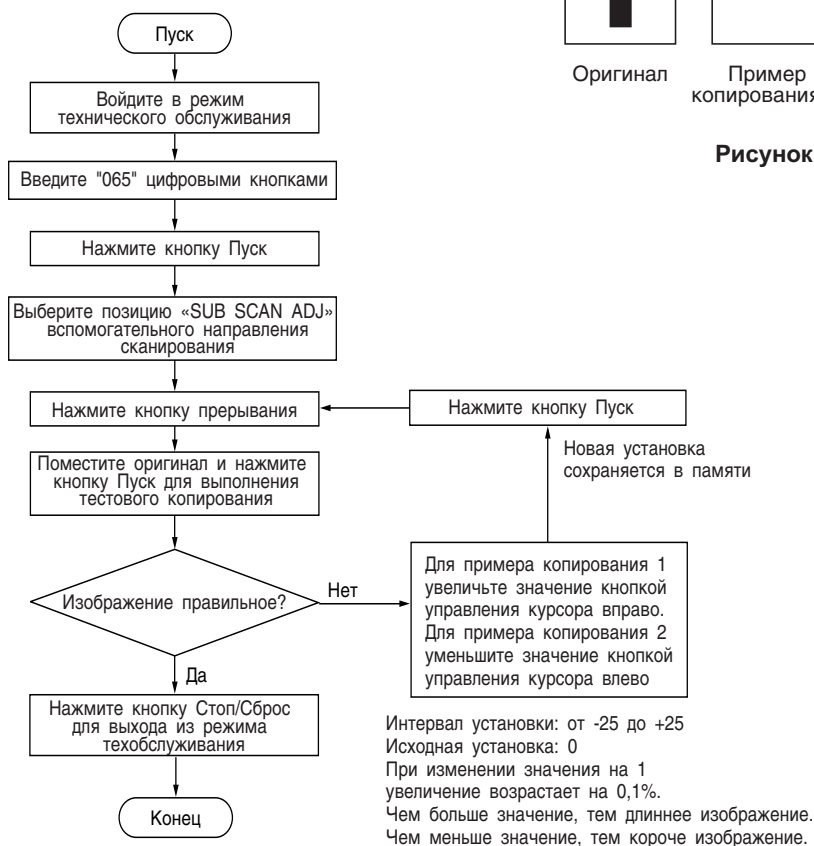 Пуск
Войдите в режим
технического обслуживания
Введите "065" цифровыми кнопками
Нажмите кнопку Пуск
Выберите позицию «SUB SCAN ADJ»
вспомогательного направления
сканирования
Нажмите кнопку прерывания
Поместите оригинал и нажмите
кнопку Пуск для выполнения
тестового копирования
Изображение правильное?
Да
Нажмите кнопку Стоп/Сброс
для выхода из режима
техобслуживания
Конец
Нет
Для примера копирования 1
увеличьте значение кнопкой
управления курсора вправо.
Для примера копирования 2
уменьшите значение кнопкой
управления курсора влево
Новая установка
сохраняется в памяти
Нажмите кнопку Пуск
Интервал установки: от -25 до +25
Исходная установка: 0
При изменении значения на 1
увеличение возрастает на 0,1%.
Чем больше значение, тем длиннее изображение.
Чем меньше значение, тем короче изображение.
Оригинал
Пример
копирования
Рисунок